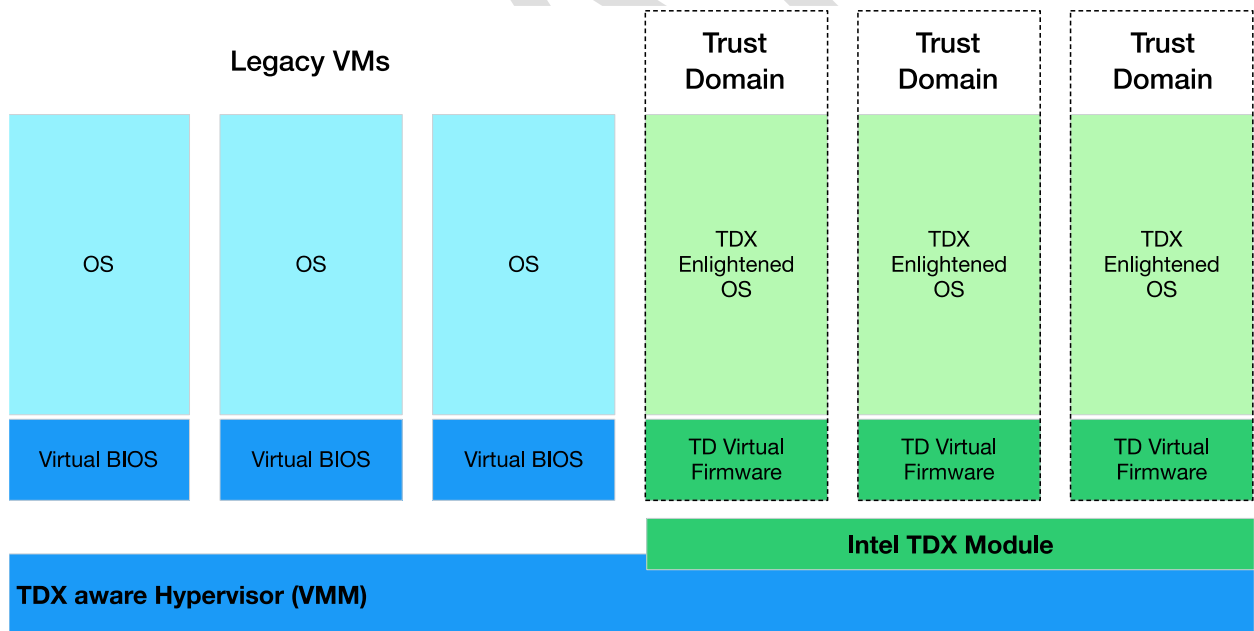 Legacy VMs
Trust
Domain
Trust
Domain
Trust
Domain
OS
OS
OS
TDX
Enlightened
OS
TDX
Enlightened
OS
TDX
Enlightened
OS
Virtual BIOS
Virtual BIOS
Virtual BIOS
TD Virtual
Firmware
TD Virtual
Firmware
TD Virtual
Firmware
Intel TDX Module
TDX aware Hypervisor (VMM)